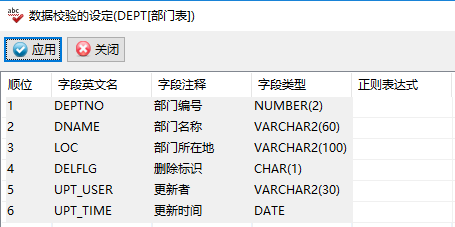 abc
数据校验的设定(DEPT[部门表])
应用 关闭
顺位 字段英文名 字段注释 字段类型 正则表达式
1 DEPTNO 部门编号 NUMBER(2)
2 DNAME 部门名称 VARCHAR2(60)
3 LOC 部门所在地 VARCHAR2(100)
4 DELFLG 删除标识 CHAR(1)
5 UPT_USER 更新者 VARCHAR2(30)
6 UPT_TIME 更新时间 DATE